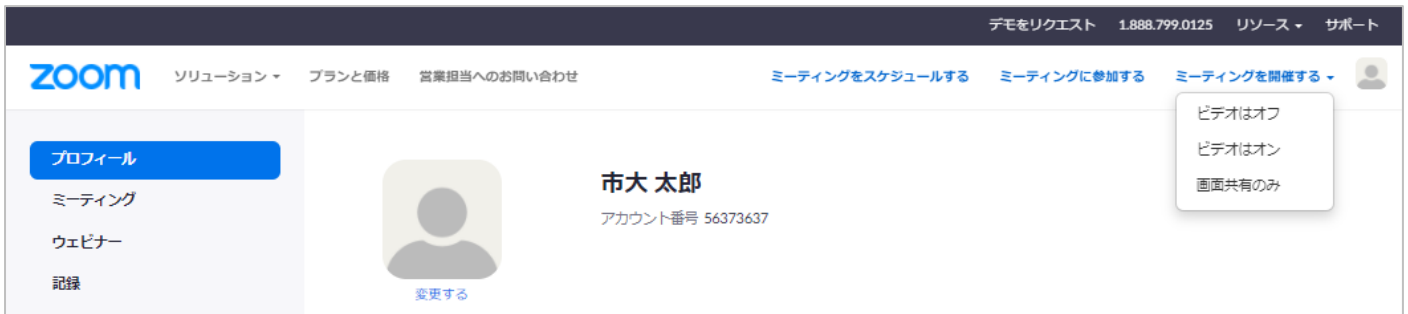 デモをリクエスト 1.888.799.0125 リソース サポート
zoom ソリューション プランと価格 営業担当へのお問い合わせ ミーティングをスケジュールする ミーティングに参加する ミーティングを開催する
ビデオはオフ
ビデオはオン
画面共有のみ
プロフィール
ミーティング
ウェビナー
記録
変更する
市大 太郎
アカウント番号 56373637